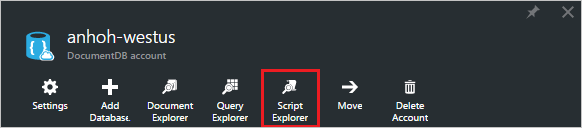 anhoh-westus
DocumentDB account
Settings
Add
Database.
Document
Explorer
Query
Explorer
Script
Explorer
Move
Delete
Account